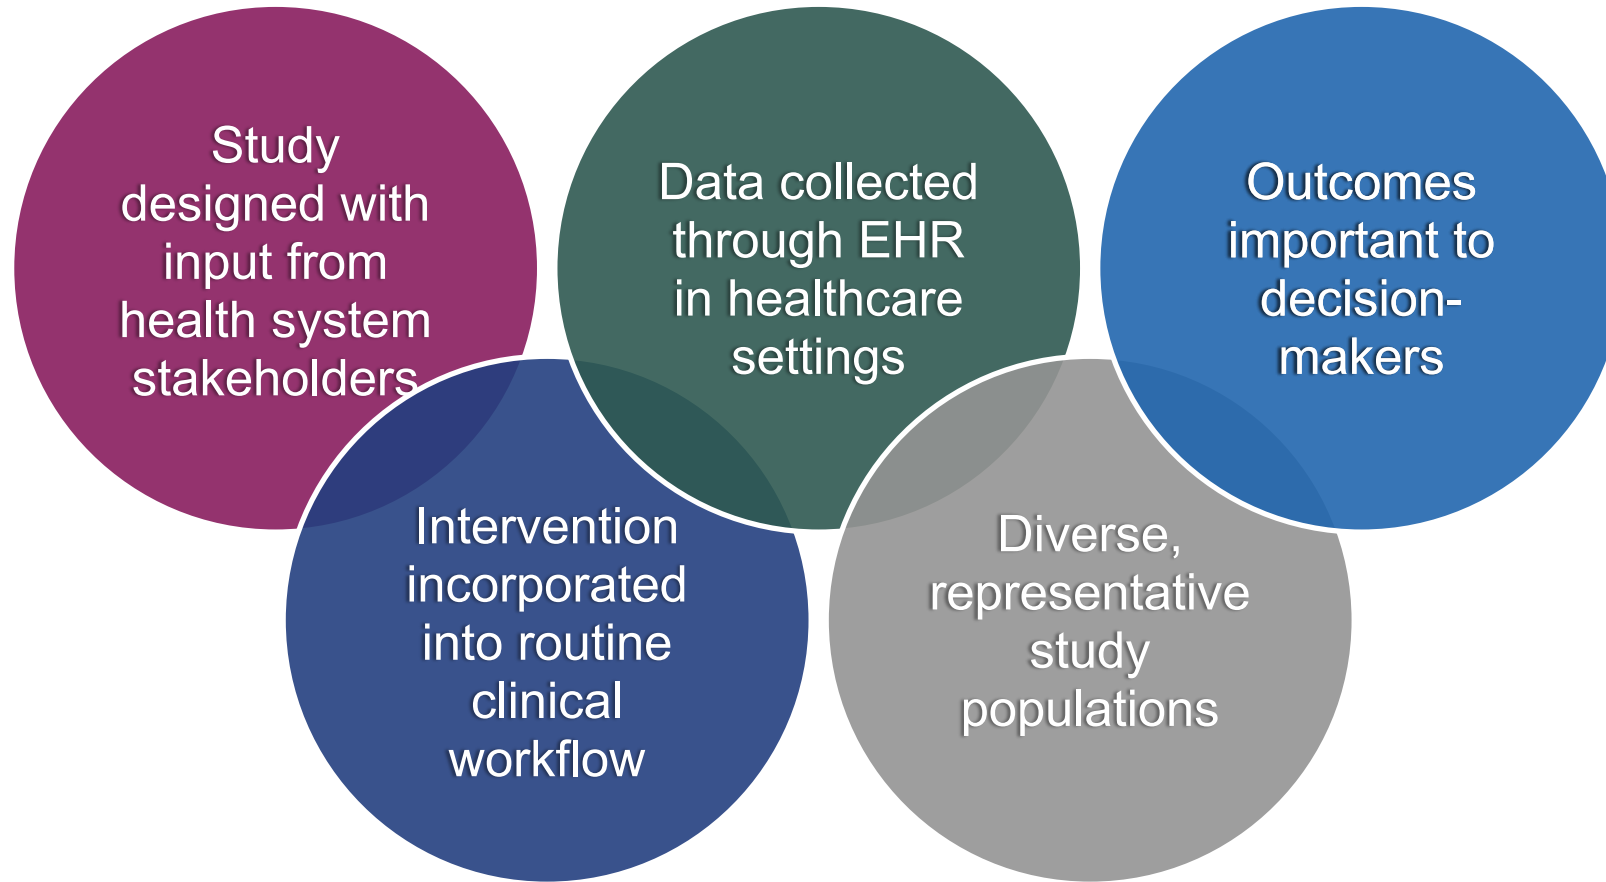 Study
designed with
input from
health system
stakeholders
Intervention
incorporated
into routine
clinical
workflow
Data collected
through EHR
in healthcare
settings
Diverse,
representative
study
populations
Outcomes
important to
decision-
makers